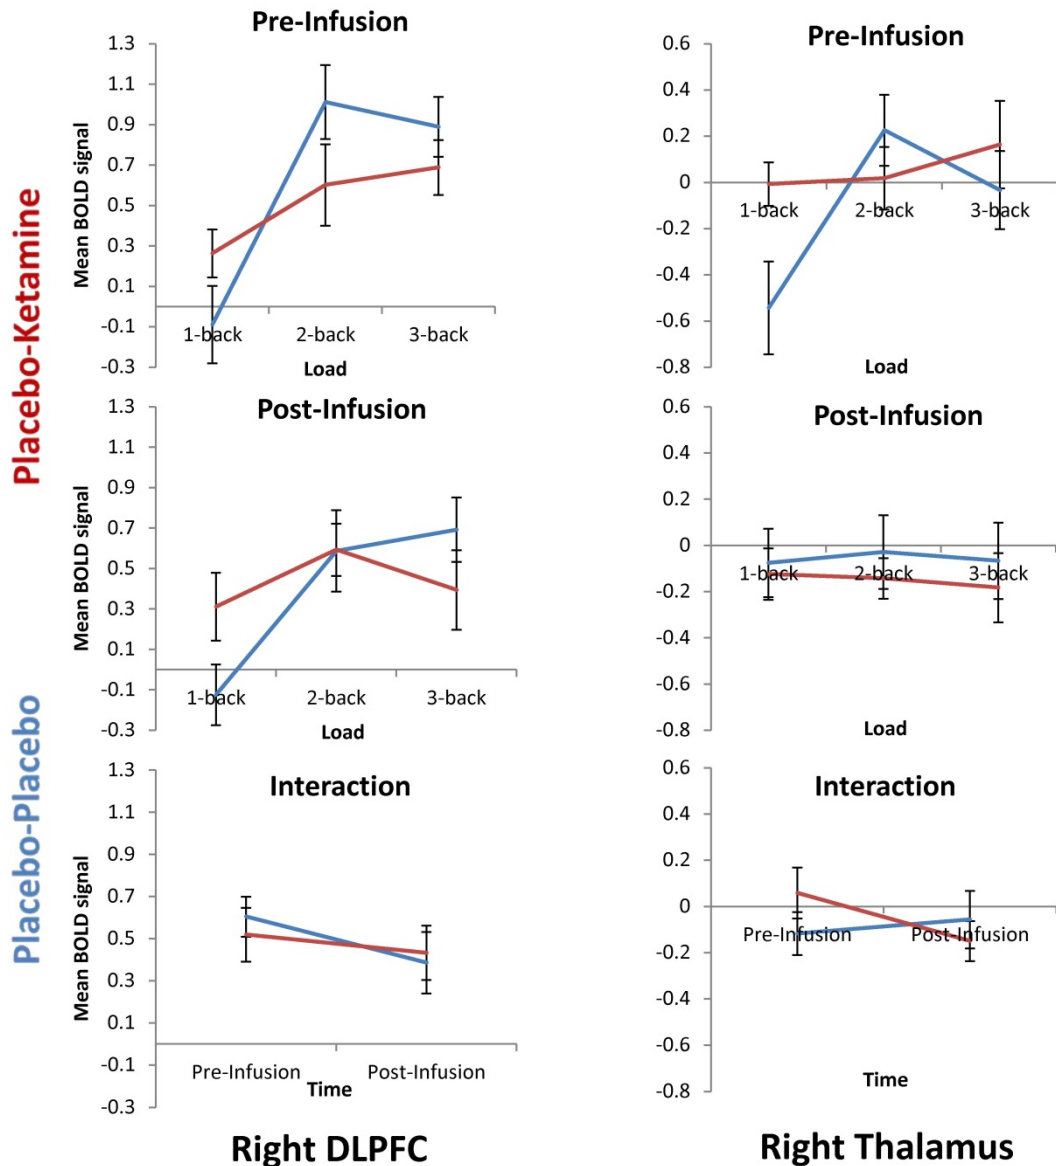 Placebo-Ketamine
Placebo-Placebo
Pre-Infusion
Mean BOLD signal
1.3
1.1
0.9
0.7
0.5
0.3
0.1
-0.1
-0.3
1-back
2-back
3-back
Load
Pre-Infusion
0.6
0.4
0.2
0
-0.2
-0.4
-0.6
-0.8
1-back
2-back
3-back
Load
Post-Infusion
Mean BOLD signal
1.3
1.1
0.9
0.7
0.5
0.3
0.1
-0.1
-0.3
1-back
2-back
3-back
Load
Post-Infusion
0.6
0.4
0.2
0
-0.2
-0.4
-0.6
-0.8
1-back
2-back
3-back
Load
Interaction
Mean BOLD signal
1.3
1.1
0.9
0.7
0.5
0.3
0.1
-0.1
-0.3
Pre-Infusion
Post-Infusion
Time
Interaction
0.6
0.4
0.2
0
-0.2
-0.4
-0.6
-0.8
Pre-Infusion
Post-Infusion
Time
Right DLPFC
Right Thalamus